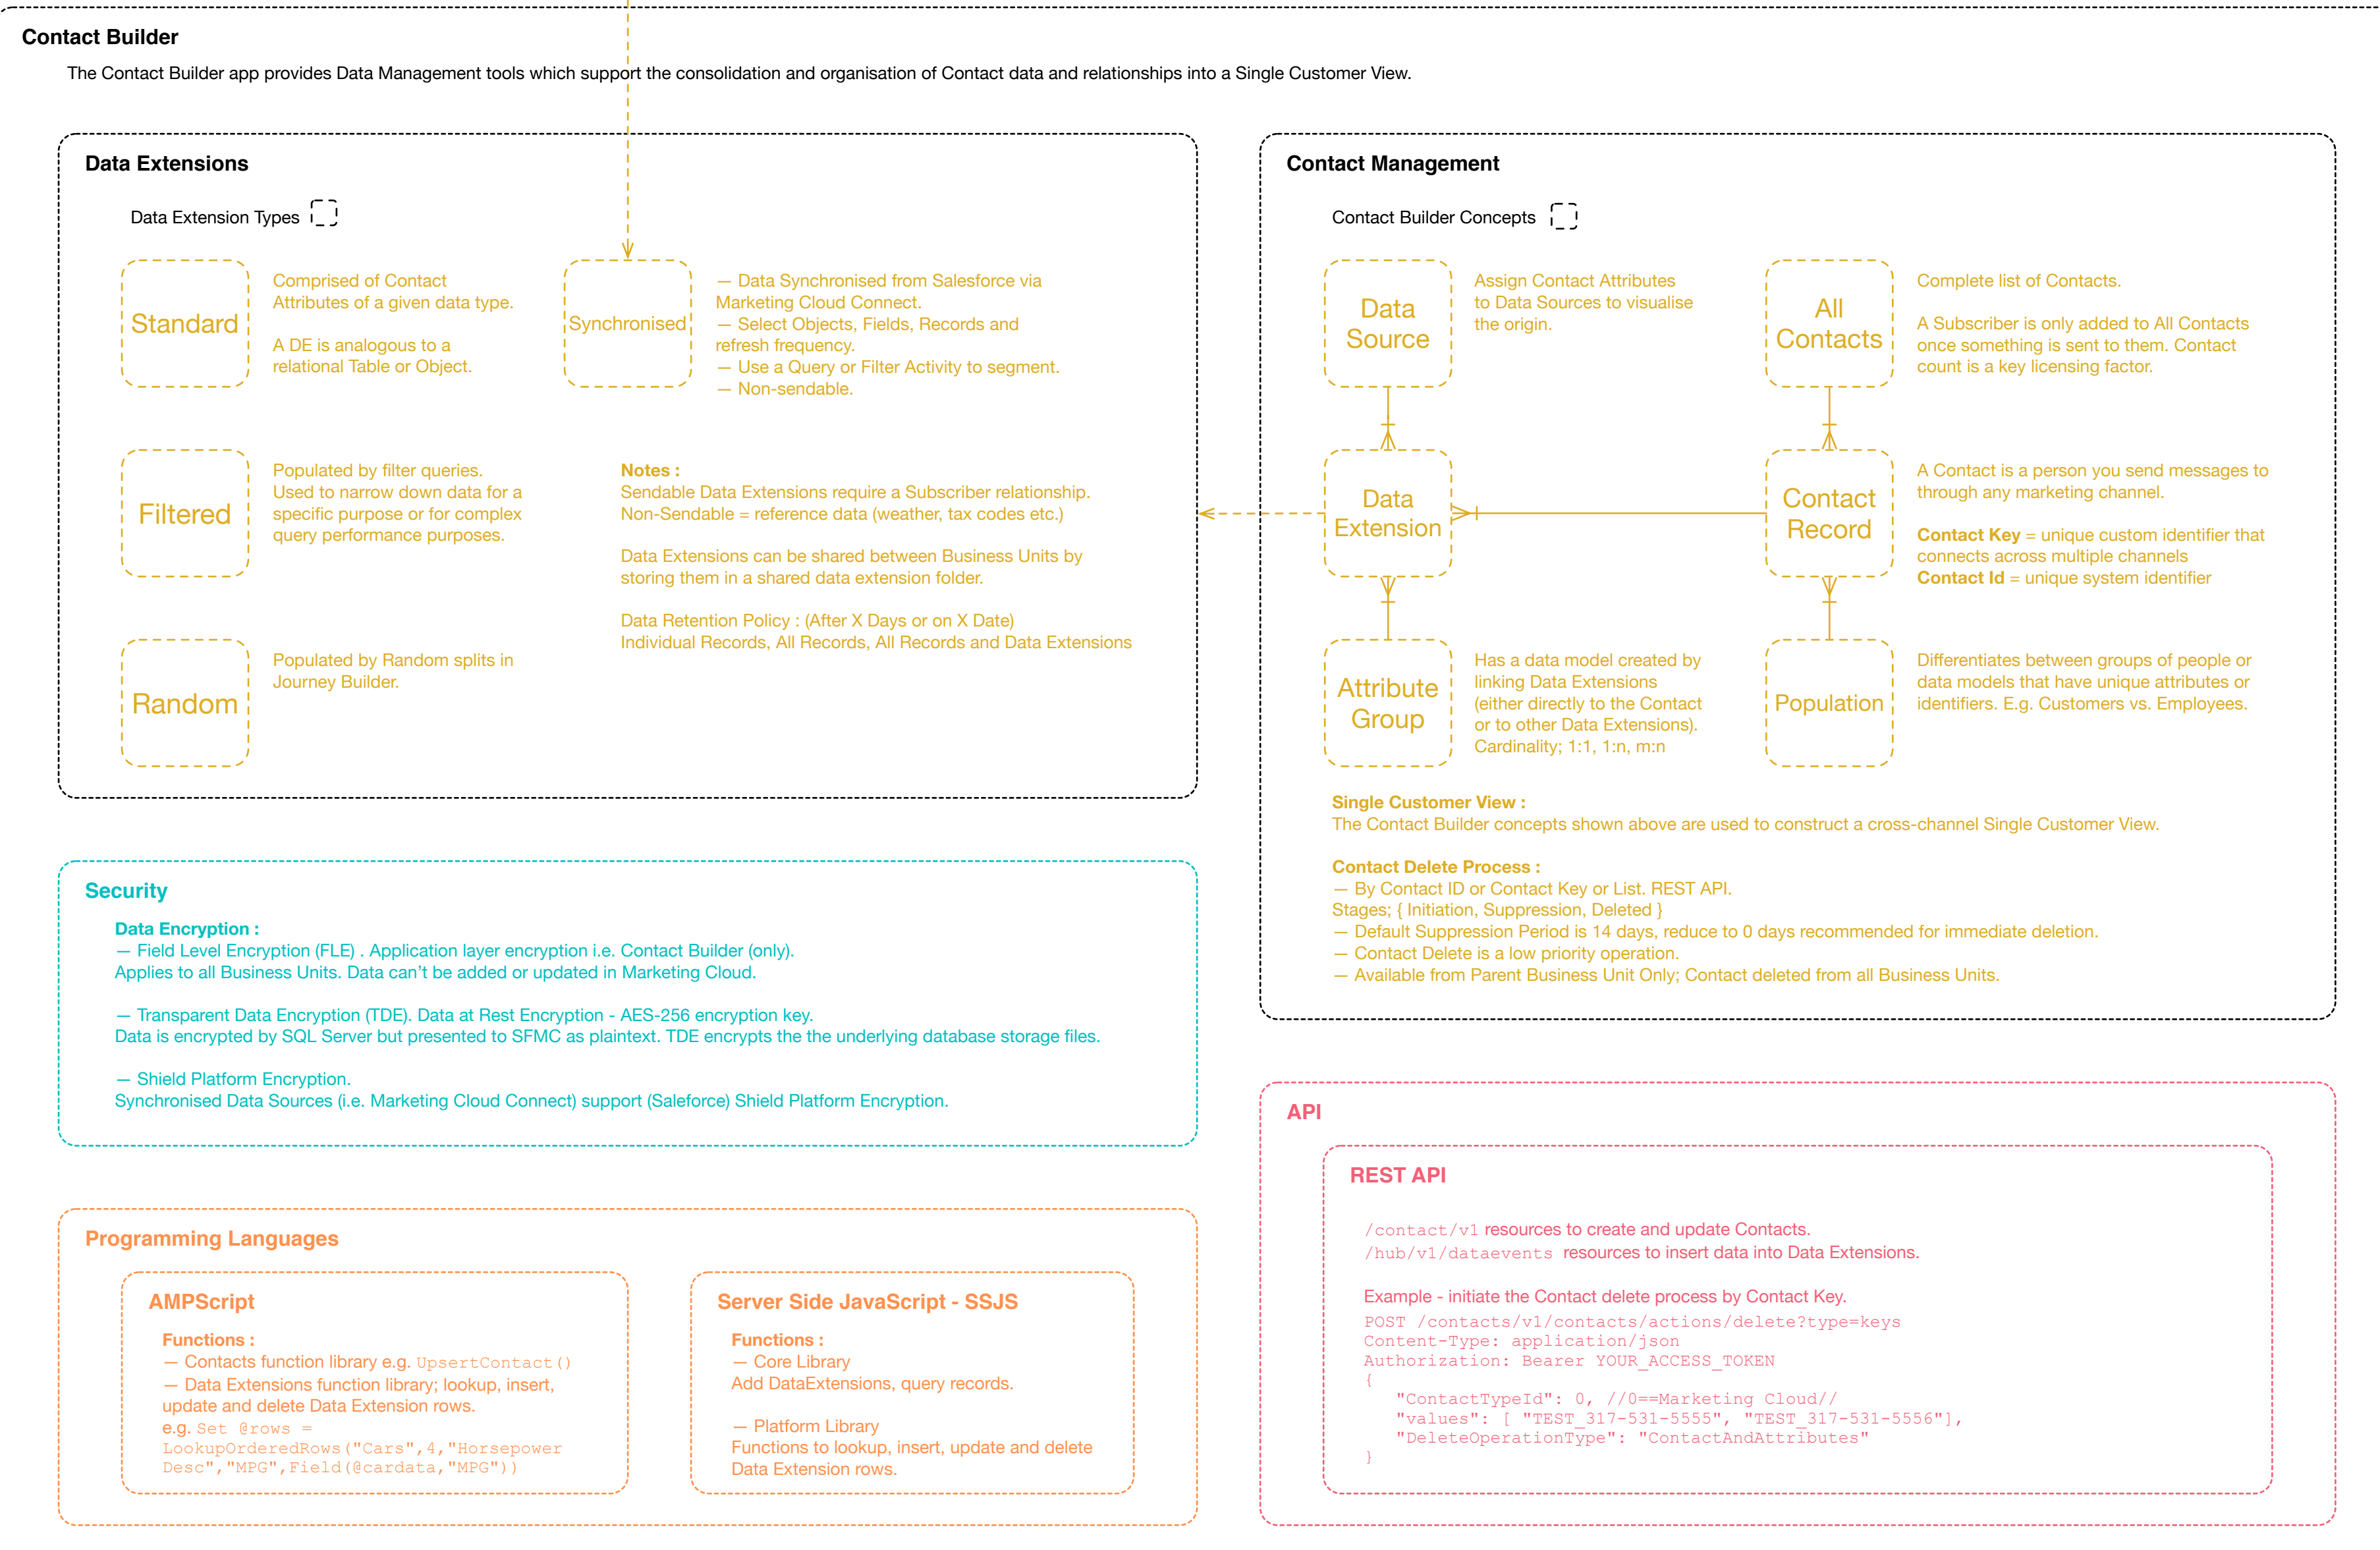 Contact Builder
The Contact Builder app provides Data Management tools which support the consolidation and organisation of Contact data and relationships into a Single Customer View.
Data Extensions
Data Extension Types
Standard
Comprised of Contact
Attributes of a given data type.
A DE is analogous to a
relational Table or Object.
Synchronised
— Data Synchronised from Salesforce via
Marketing Cloud Connect.
— Select Objects, Fields, Records and
refresh frequency.
— Use a Query or Filter Activity to segment.
— Non-sendable.
Filtered
Populated by filter queries.
Used to narrow down data for a
specific purpose or for complex
query performance purposes.
Notes :
Sendable Data Extensions require a Subscriber relationship.
Non-Sendable = reference data (weather, tax codes etc.)
Data Extensions can be shared between Business Units by
storing them in a shared data extension folder.
Data Retention Policy : (After X Days or on X Date)
Individual Records, All Records, All Records and Data Extensions
Random
Populated by Random splits in
Journey Builder.
Contact Management
Contact Builder Concepts
Data
Source
Assign Contact Attributes
to Data Sources to visualise
the origin.
All
Contacts
Complete list of Contacts.
A Subscriber is only added to All Contacts
once something is sent to them. Contact
count is a key licensing factor.
Data
Extension
Contact
Record
A Contact is a person you send messages to
through any marketing channel.
Contact Key = unique custom identifier that
connects across multiple channels
Contact Id = unique system identifier
Attribute
Group
Has a data model created by
linking Data Extensions
(either directly to the Contact
or to other Data Extensions).
Cardinality; 1:1, 1:n, m:n
Population
Differentiates between groups of people or
data models that have unique attributes or
identifiers. E.g. Customers vs. Employees.
Single Customer View :
The Contact Builder concepts shown above are used to construct a cross-channel Single Customer View.
Contact Delete Process :
— By Contact ID or Contact Key or List. REST API.
Stages; { Initiation, Suppression, Deleted }
— Default Suppression Period is 14 days, reduce to 0 days recommended for immediate deletion.
— Contact Delete is a low priority operation.
— Available from Parent Business Unit Only; Contact deleted from all Business Units.
Security
Data Encryption :
— Field Level Encryption (FLE) . Application layer encryption i.e. Contact Builder (only).
Applies to all Business Units. Data can’t be added or updated in Marketing Cloud.
— Transparent Data Encryption (TDE). Data at Rest Encryption - AES-256 encryption key.
Data is encrypted by SQL Server but presented to SFMC as plaintext. TDE encrypts the the underlying database storage files.
— Shield Platform Encryption.
Synchronised Data Sources (i.e. Marketing Cloud Connect) support (Saleforce) Shield Platform Encryption.
Programming Languages
AMPScript
Functions :
— Contacts function library e.g. UpsertContact()
— Data Extensions function library; lookup, insert,
update and delete Data Extension rows.
e.g. Set @rows =
LookupOrderedRows("Cars",4,"Horsepower
Desc","MPG",Field(@cardata,"MPG"))
Server Side JavaScript - SSJS
Functions :
— Core Library
Add DataExtensions, query records.
— Platform Library
Functions to lookup, insert, update and delete
Data Extension rows.
API
REST API
/contact/v1 resources to create and update Contacts.
/hub/v1/dataevents resources to insert data into Data Extensions.
Example - initiate the Contact delete process by Contact Key.
POST /contacts/v1/contacts/actions/delete?type=keys
Content-Type: application/json
Authorization: Bearer YOUR_ACCESS_TOKEN
{
"ContactTypeId": 0, //0==Marketing Cloud//
"values": [ "TEST_317-531-5555", "TEST_317-531-5556"],
"DeleteOperationType": "ContactAndAttributes"
}